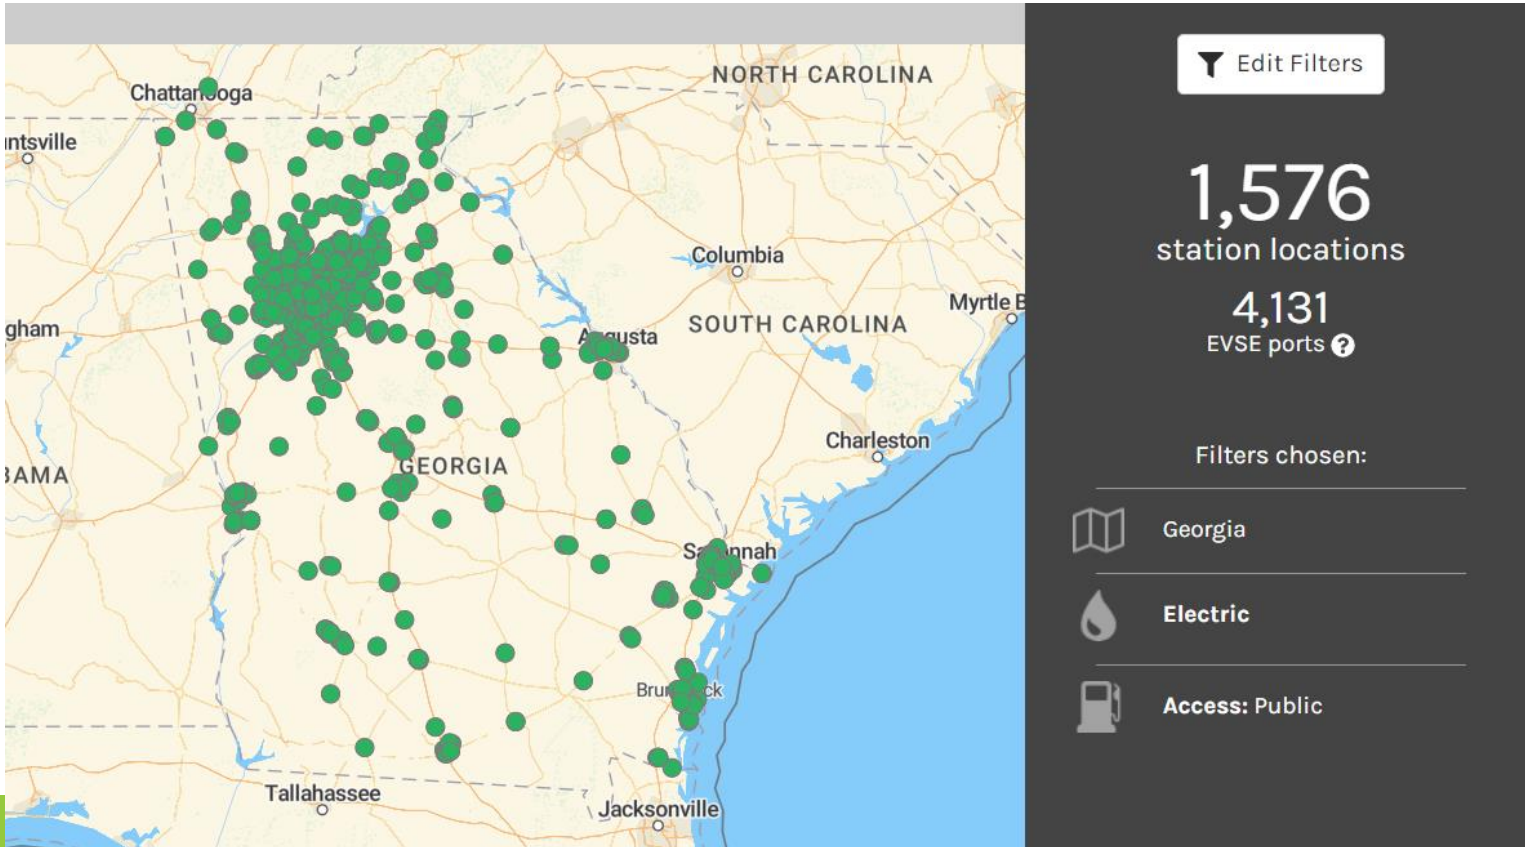 NORTH CAROLINA
Chattanooga
ntsville
Columbia
Myrtle B
SOUTH CAROLINA
gham
Augusta
Charleston
GEORGIA
BAMA
Savannah
Brunswick
Tallahassee
Jacksonville
Edit Filters
1,576
station locations
4,131
EVSE ports ?
Filters chosen:
Georgia
Electric
Access: Public